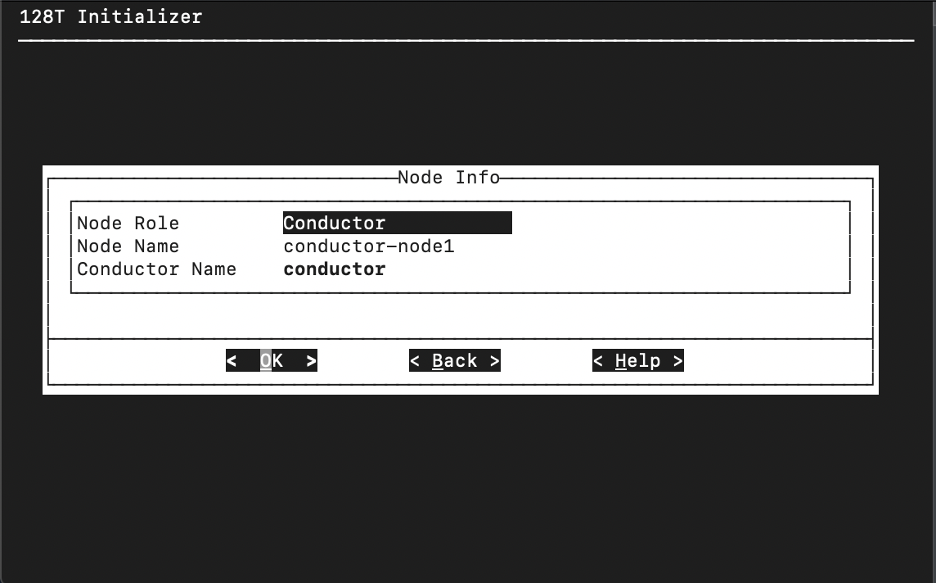 128T Initializer
Node Info
Node Role Conductor
Node Name conductor-node1
Conductor Name conductor
< OK > < Back > < Help >